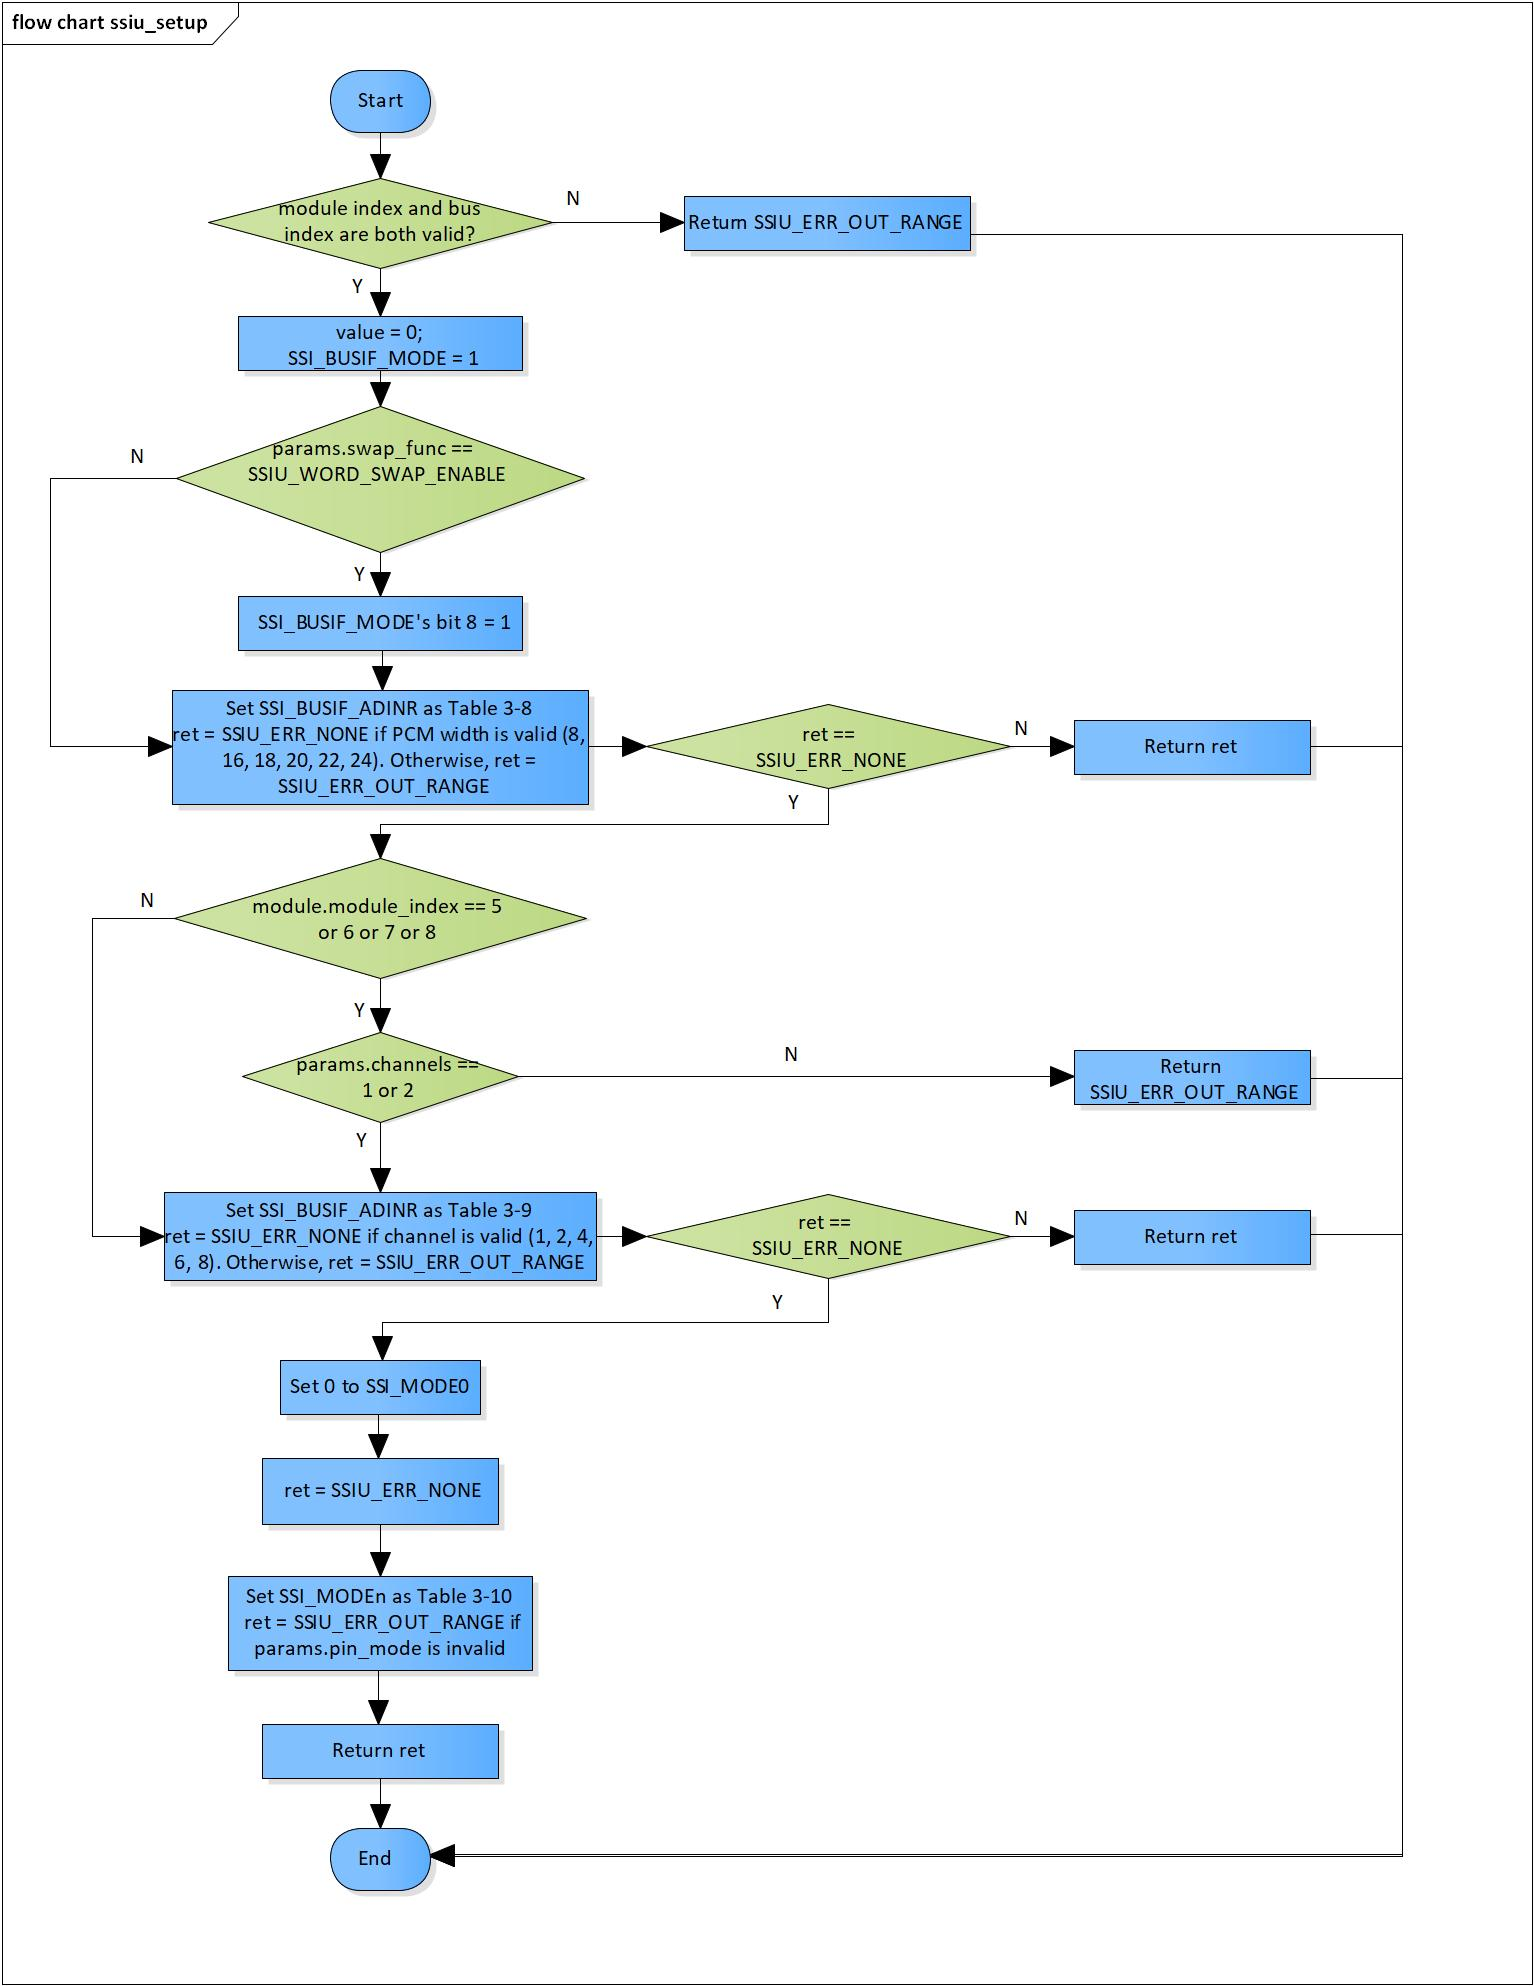 flow chart ssiu_setup
Start
module index and bus
index are both valid?
N
Return SSIU_ERR_OUT_RANGE
Y
value = 0;
SSI_BUSIF_MODE = 1
params.swap_func ==
SSIU_WORD_SWAP_ENABLE
N
Y
SSI_BUSIF_MODE's bit 8 = 1
Set SSI_BUSIF_ADINR as Table 3-8
ret = SSIU_ERR_NONE if PCM width is valid (8,
16, 18, 20, 22, 24). Otherwise, ret =
SSIU_ERR_OUT_RANGE
ret ==
SSIU_ERR_NONE
N
Return ret
Y
module.module_index == 5
or 6 or 7 or 8
N
Y
params.channels ==
1 or 2
N
Return
SSIU_ERR_OUT_RANGE
Y
Set SSI_BUSIF_ADINR as Table 3-9
ret = SSIU_ERR_NONE if channel is valid (1, 2, 4,
6, 8). Otherwise, ret = SSIU_ERR_OUT_RANGE
ret ==
SSIU_ERR_NONE
N
Return ret
Y
Set 0 to SSI_MODE0
ret = SSIU_ERR_NONE
Set SSI_MODEn as Table 3-10
ret = SSIU_ERR_OUT_RANGE if
params.pin_mode is invalid
Return ret
End